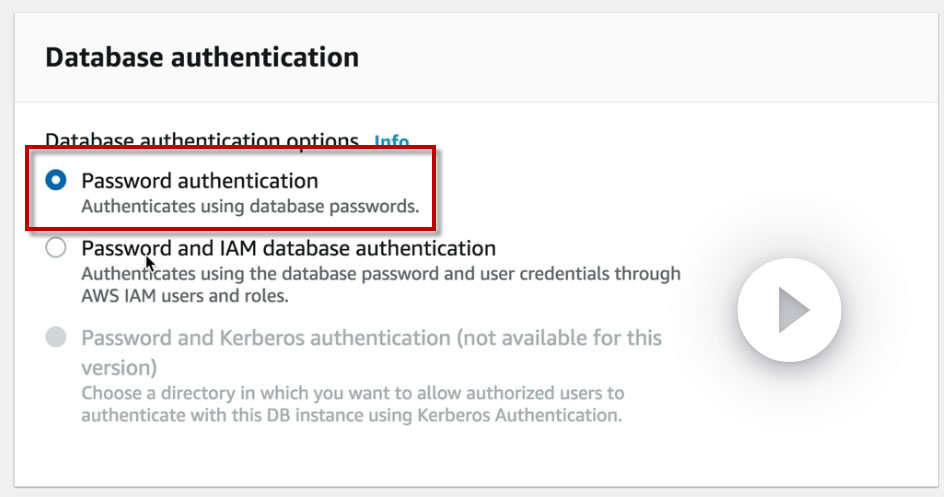 Database authentication
Database authentication options Info
Password authentication
Authenticates using database passwords.
Password and IAM database authentication
Authenticates using the database password and user credentials through
AWS IAM users and roles.
Password and Kerberos authentication (not available for this
version)
Choose a directory in which you want to allow authorized users to
authenticate with this DB instance using Kerberos Authentication.